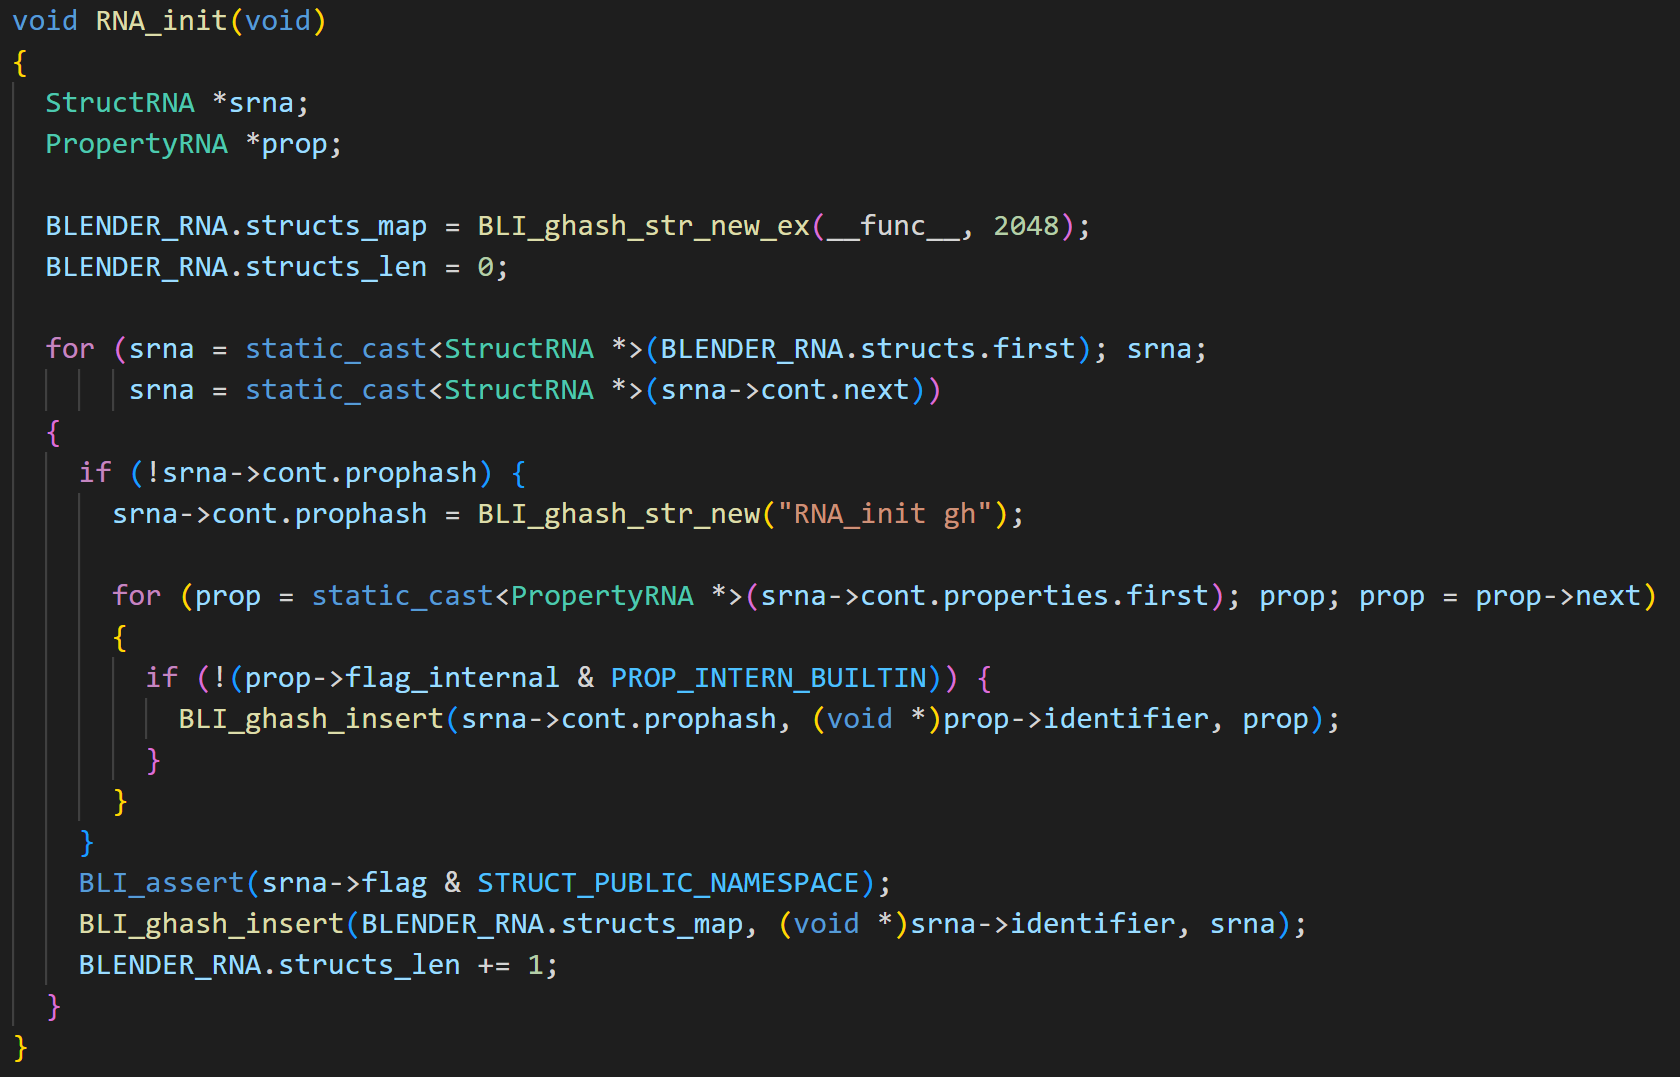 void RNA_init(void)
{
  StructRNA *srna;
  PropertyRNA *prop;

  BLENDER_RNA.structs_map = BLI_ghash_str_new_ex(__func__, 2048);
  BLENDER_RNA.structs_len = 0;

  for (srna = static_cast<StructRNA *>(BLENDER_RNA.structs.first); srna;
       srna = static_cast<StructRNA *>(srna->cont.next))
  {
    if (!srna->cont.prophash) {
      srna->cont.prophash = BLI_ghash_str_new("RNA_init gh");

      for (prop = static_cast<PropertyRNA *>(srna->cont.properties.first); prop; prop = prop->next)
      {
        if (!(prop->flag_internal & PROP_INTERN_BUILTIN)) {
          BLI_ghash_insert(srna->cont.prophash, (void *)prop->identifier, prop);
        }
      }
    }
    BLI_assert(srna->flag & STRUCT_PUBLIC_NAMESPACE);
    BLI_ghash_insert(BLENDER_RNA.structs_map, (void *)srna->identifier, srna);
    BLENDER_RNA.structs_len += 1;
  }
}